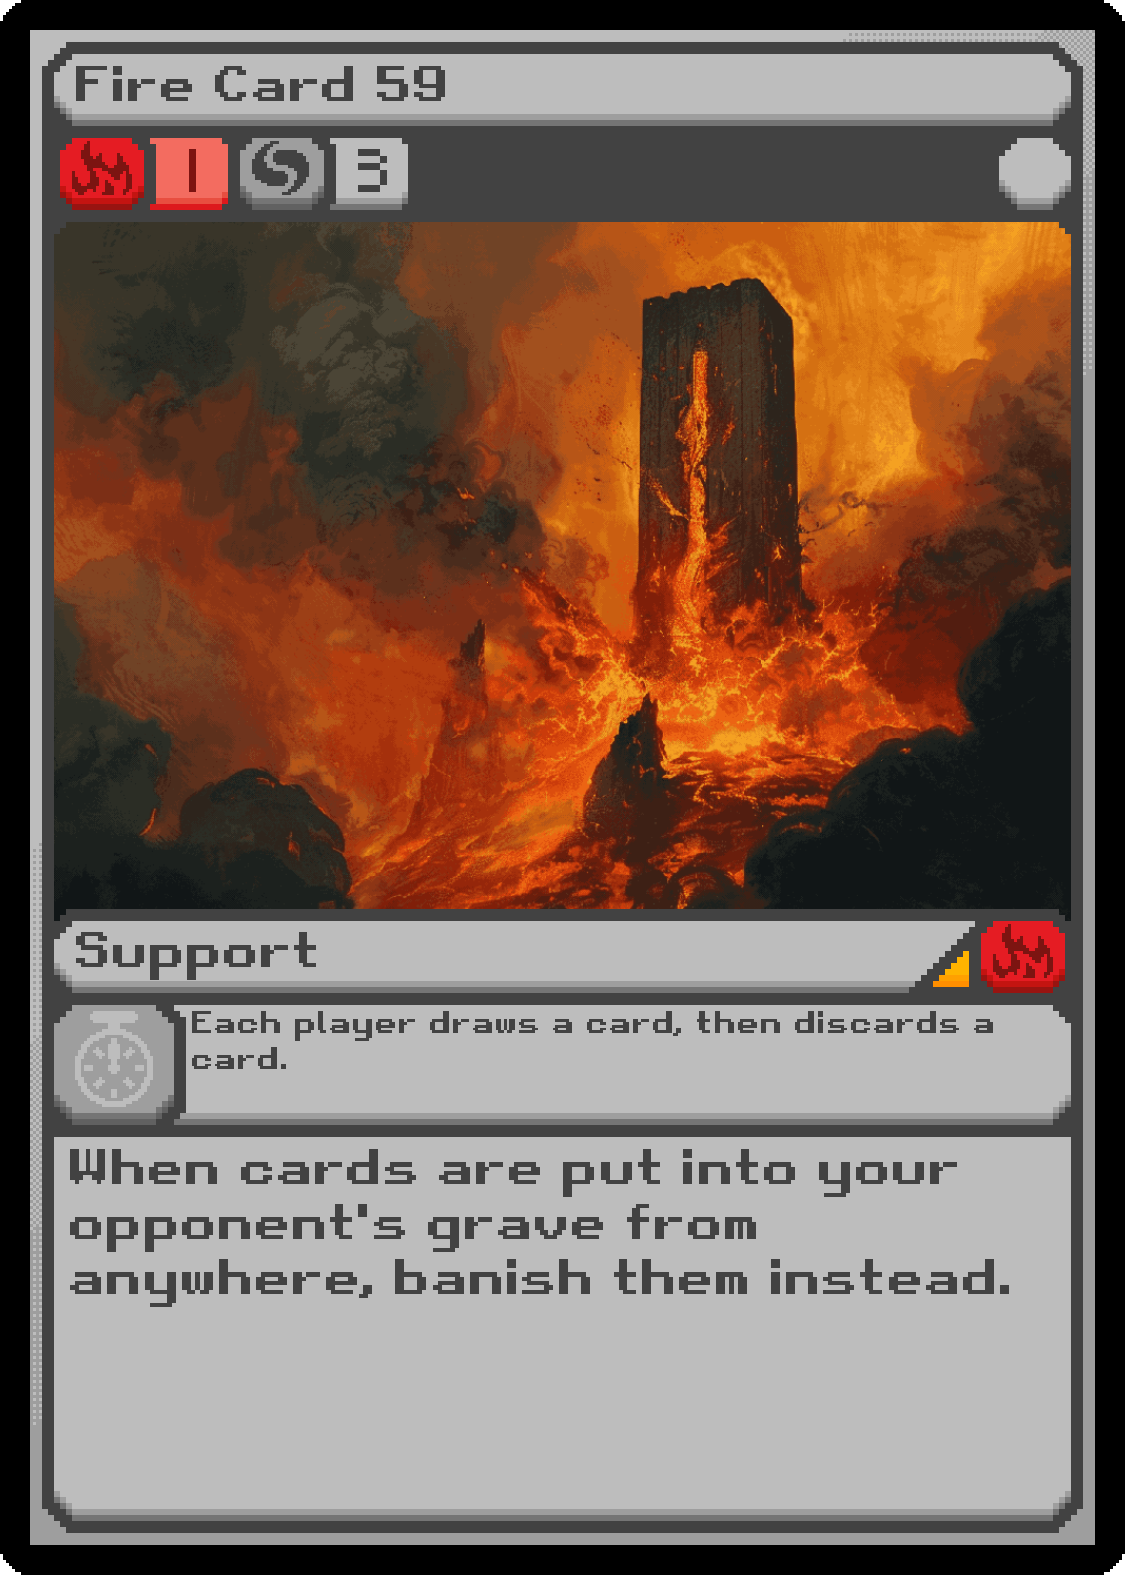 Fire Card 59
1 3
Support
Each player draws a card, then discards a
card.
When cards are put into your
opponent's grave from
anywhere, banish them instead.